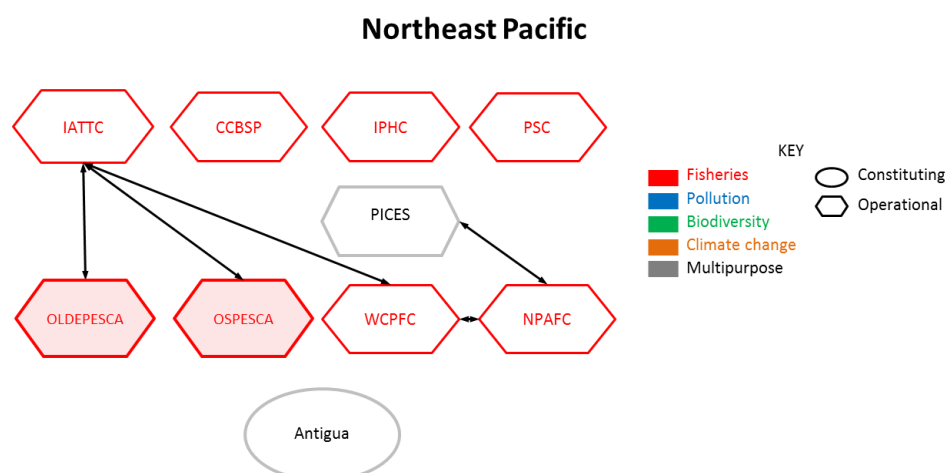 Northeast Pacific
IATTC
CCBSP
IPHC
PSC
KEY
Fisheries
Pollution
Biodiversity
Climate change
Multipurpose
Constituting
Operational
PICES
OLDEPESCA
OSPESCA
WCPFC
NPAFC
Antigua